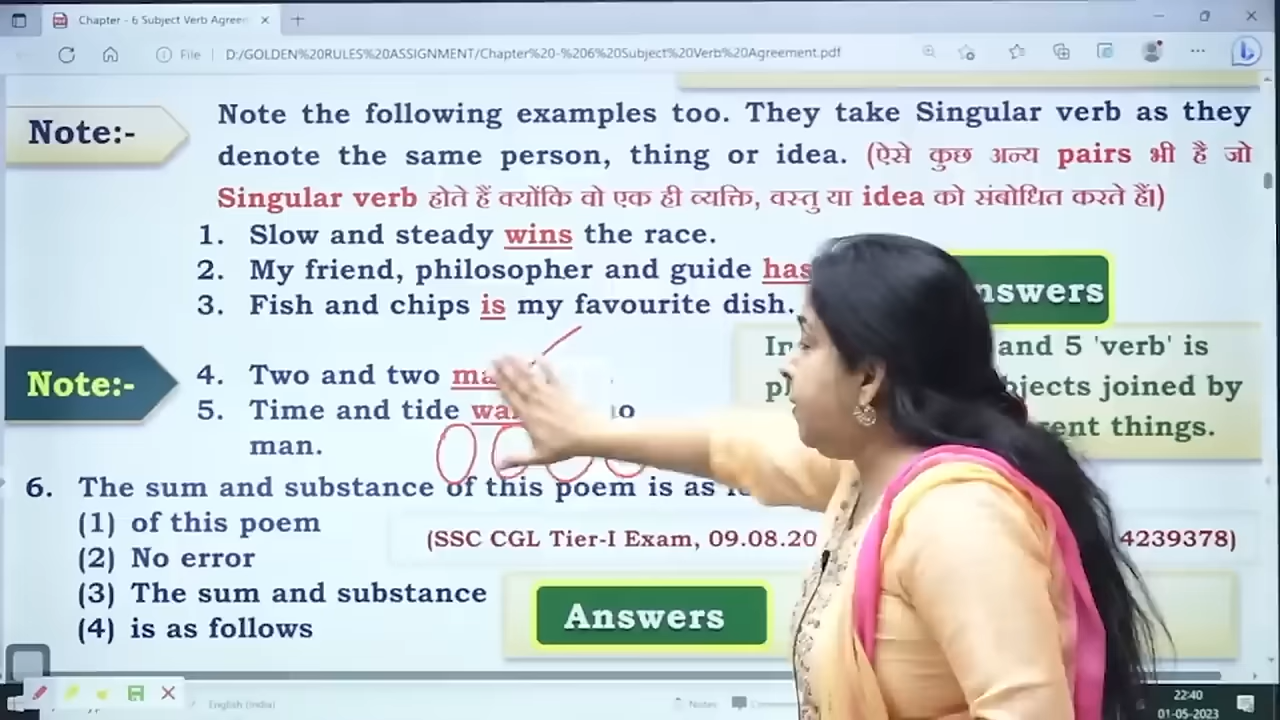 Chapter - 6 Subject Verb Agreem
File
D:/GOLDEN%20RULES%20ASSIGNMENT/Chapter%20-%206%20Subject%20Verb%20Agreement.pdf
Note:-
Note the following examples too. They take Singular verb as they
denote the same person, thing or idea. (ऐसे कुछ अन्य pairs भी है जो
Singular verb होते हैं क्योंकि वो एक ही व्यक्ति, वस्तु या idea को संबोधित करते हैं।)
1. Slow and steady wins the race.
2. My friend, philosopher and guide has
3. Fish and chips is my favourite dish.
nswers
Note:-
4. Two and two
5. Time and tide
man.
In and 5 'verb' is
bjects joined by
rent things.
6. The sum and substance of this poem is as
(1) of this poem
(2) No error
(3) The sum and substance
(4) is as follows
(SSC CGL Tier-I Exam, 09.08.20 4239378)
Answers
English (India)
Notes
22:40
01-05-2023